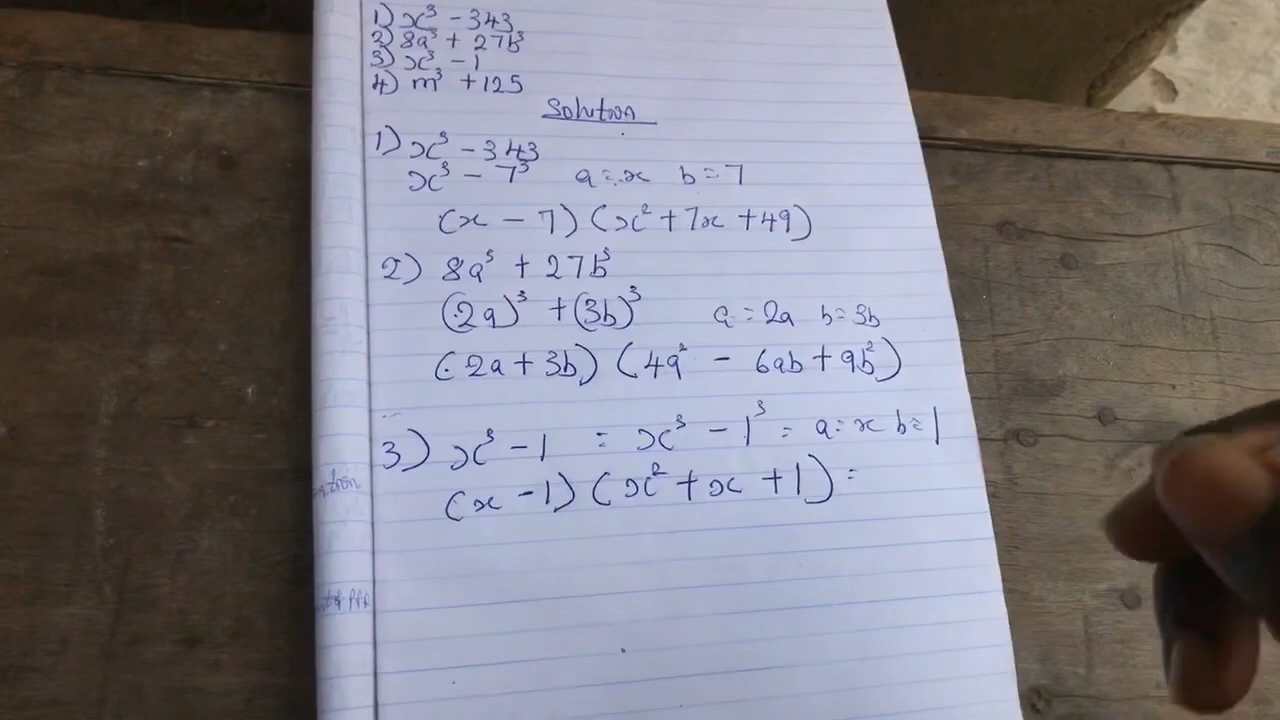 1) x³ - 343
2) 8a³ + 27b³
3) x³ - 1
4) m³ + 125
Solution
1) x³ - 343
x³ - 7³ a = x b = 7
(x - 7) (x² + 7x + 49)
2) 8a³ + 27b³
(2a)³ + (3b)³ a = 2a b = 3b
(2a + 3b) (4a² - 6ab + 9b²)
3) x³ - 1 = x³ - 1³ = a = x b = 1
(x - 1) (x² + x + 1) =